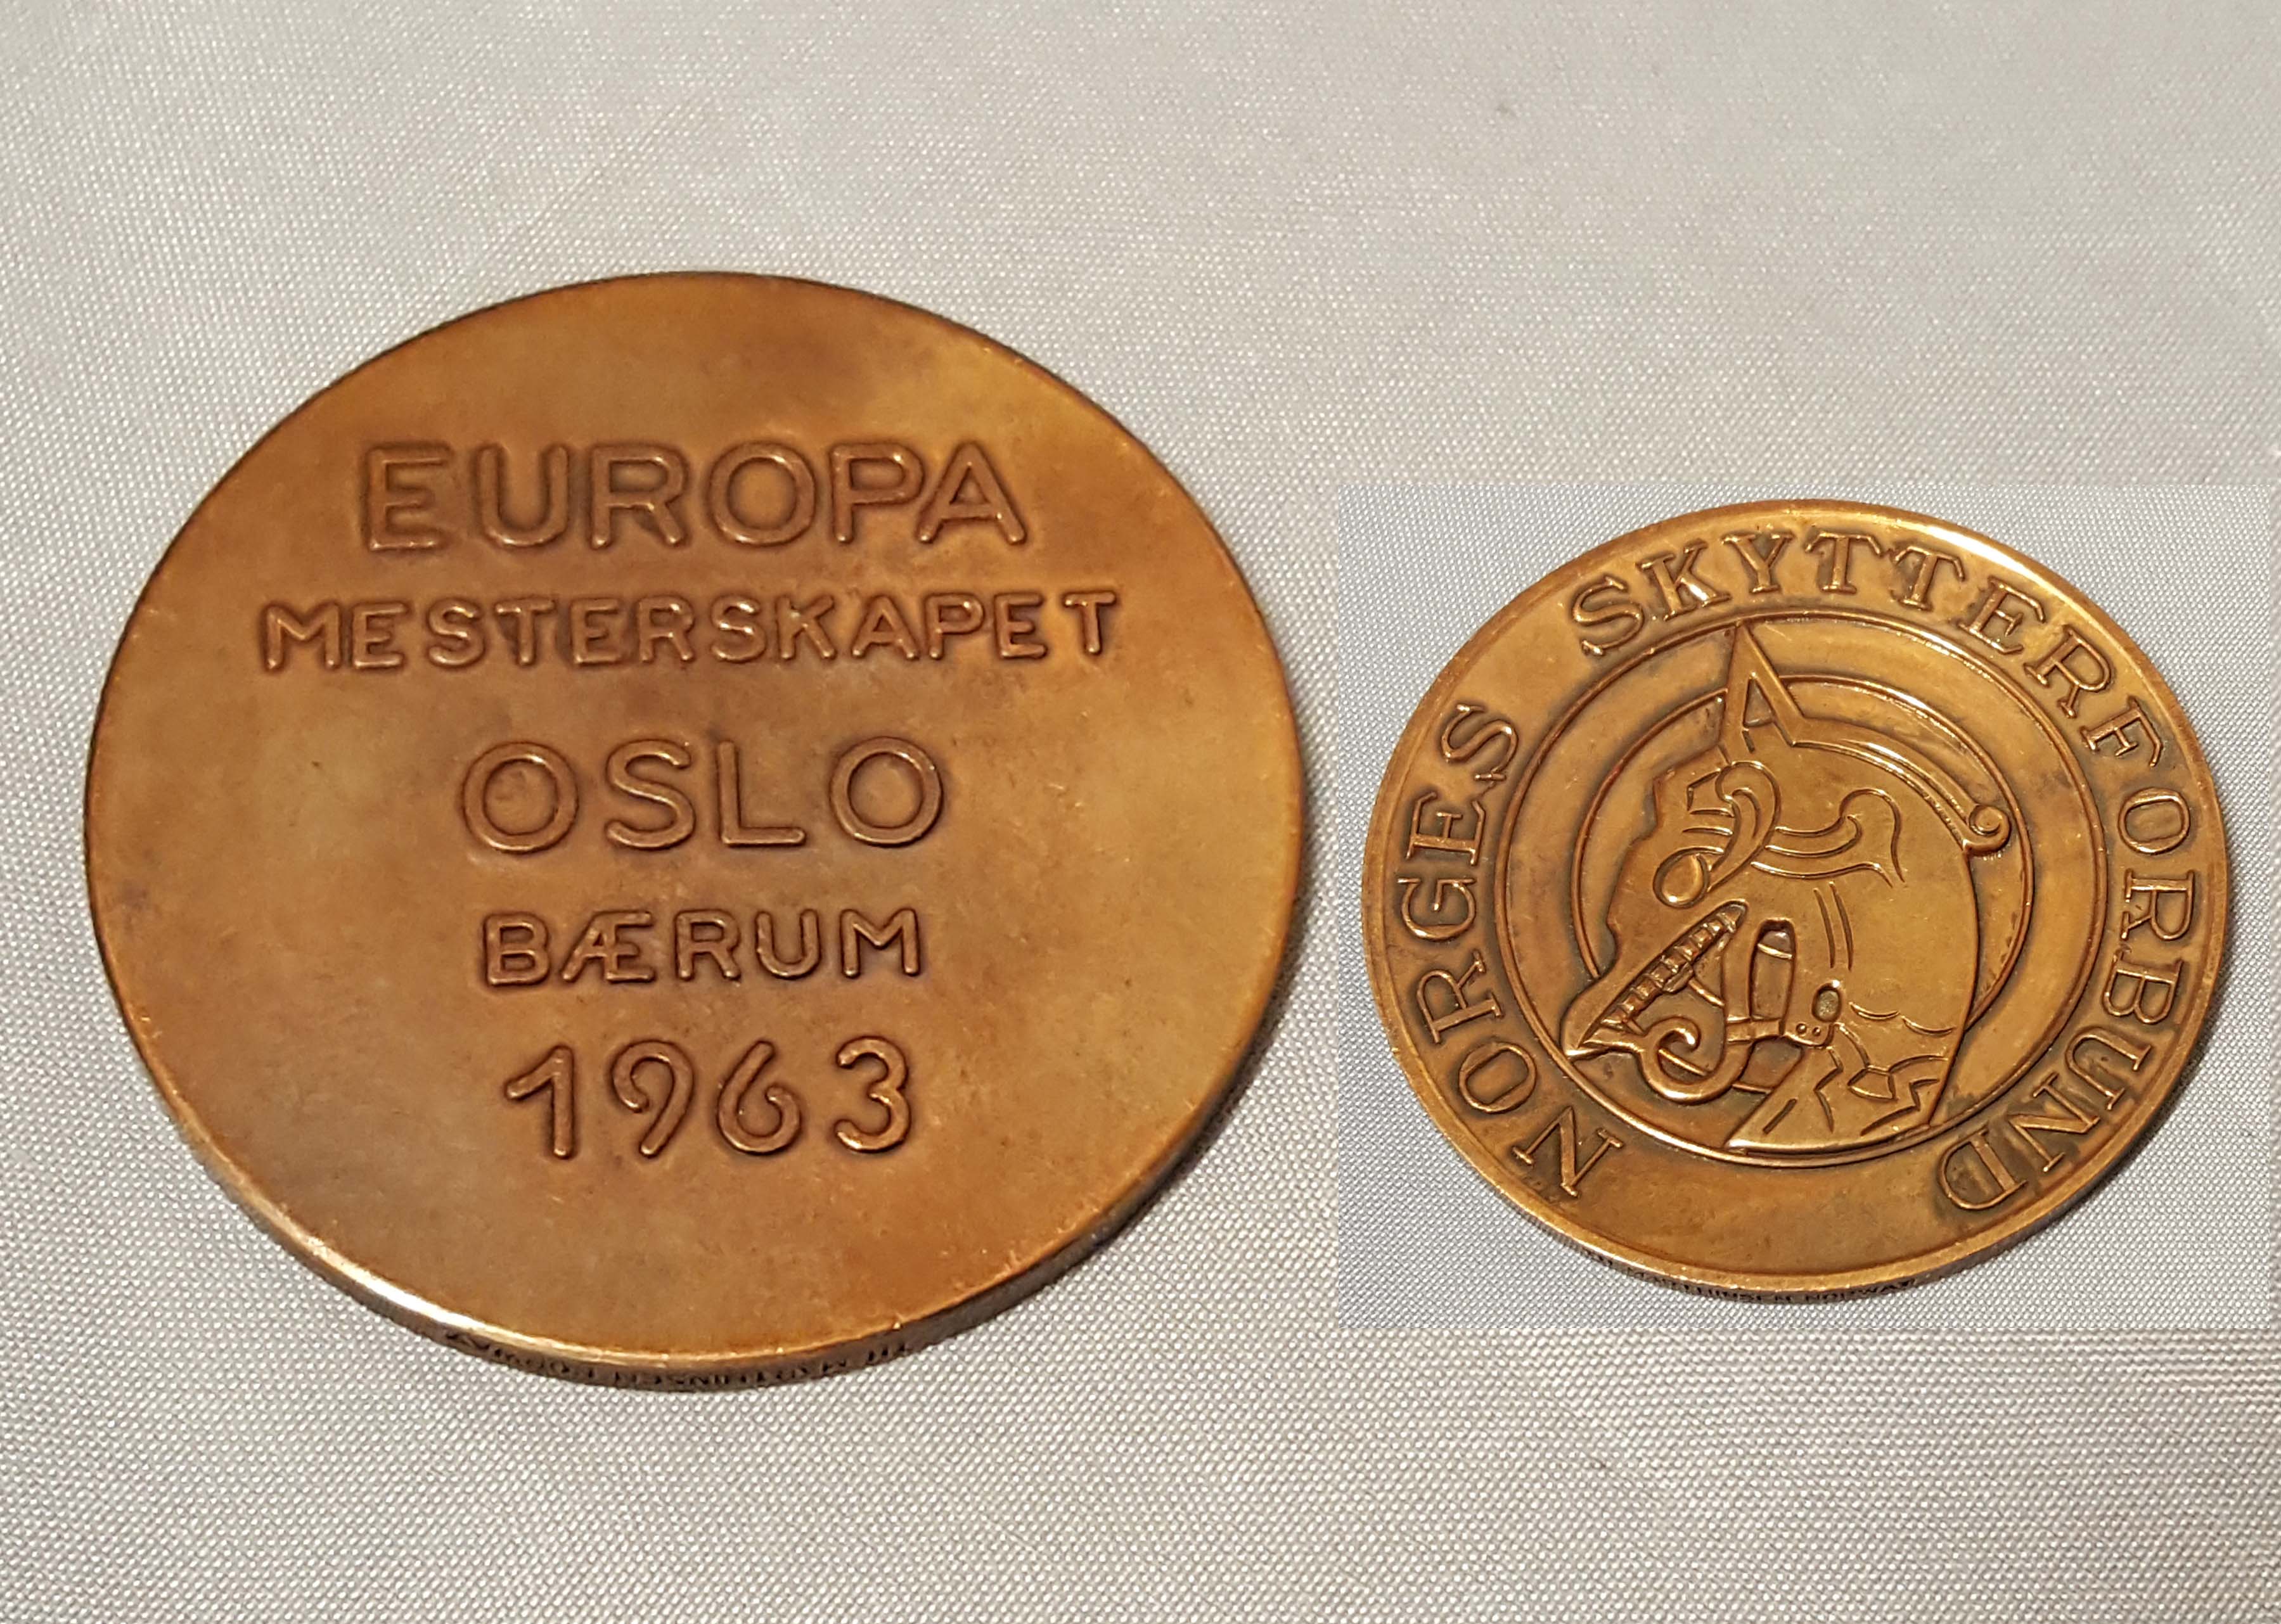 EUROPA
MESTERSKAPET
OSLO
BÆRUM
1963
NORGES SKYTTERFORBUND